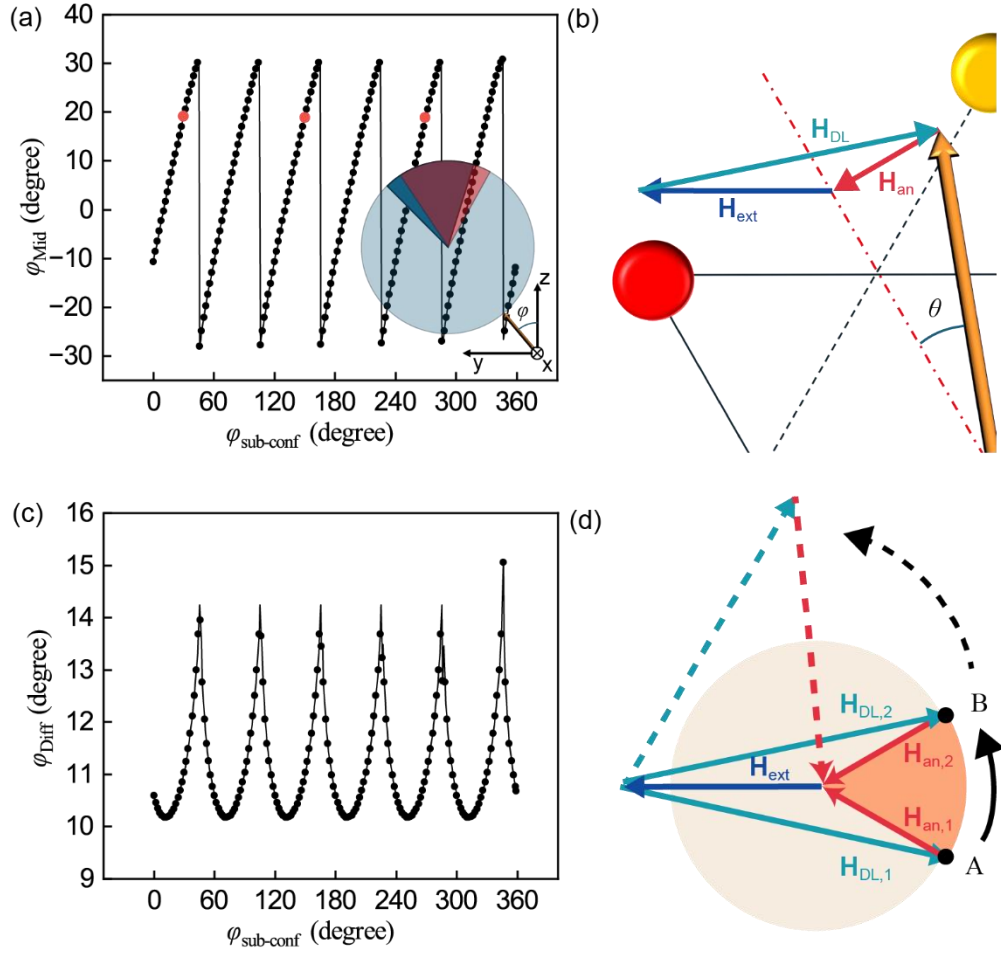 (a)
φMid (degree)
30
20
10
0
−10
−20
−30
0 60 120 180 240 300 360
φsub-conf (degree)
z
φ
y
x
(b)
HDL
Han
Hext
θ
(c)
φDiff (degree)
16
15
14
13
12
11
10
9
0 60 120 180 240 300 360
φsub-conf (degree)
(d)
B
HDL,2
Hext
Han,2
Han,1
HDL,1
A